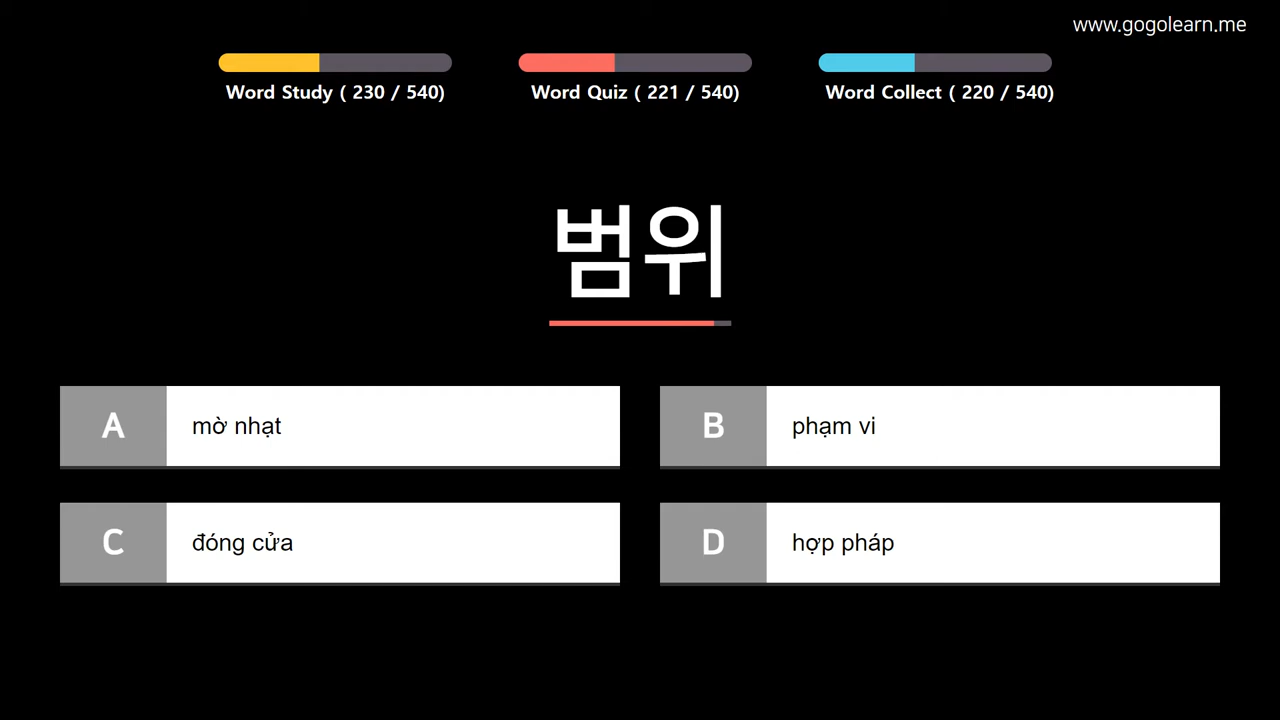 www.gogolearn.me
Word Study ( 230 / 540)
Word Quiz ( 221 / 540)
Word Collect ( 220 / 540)
범위
A
mờ nhạt
B
phạm vi
C
đóng cửa
D
hợp pháp